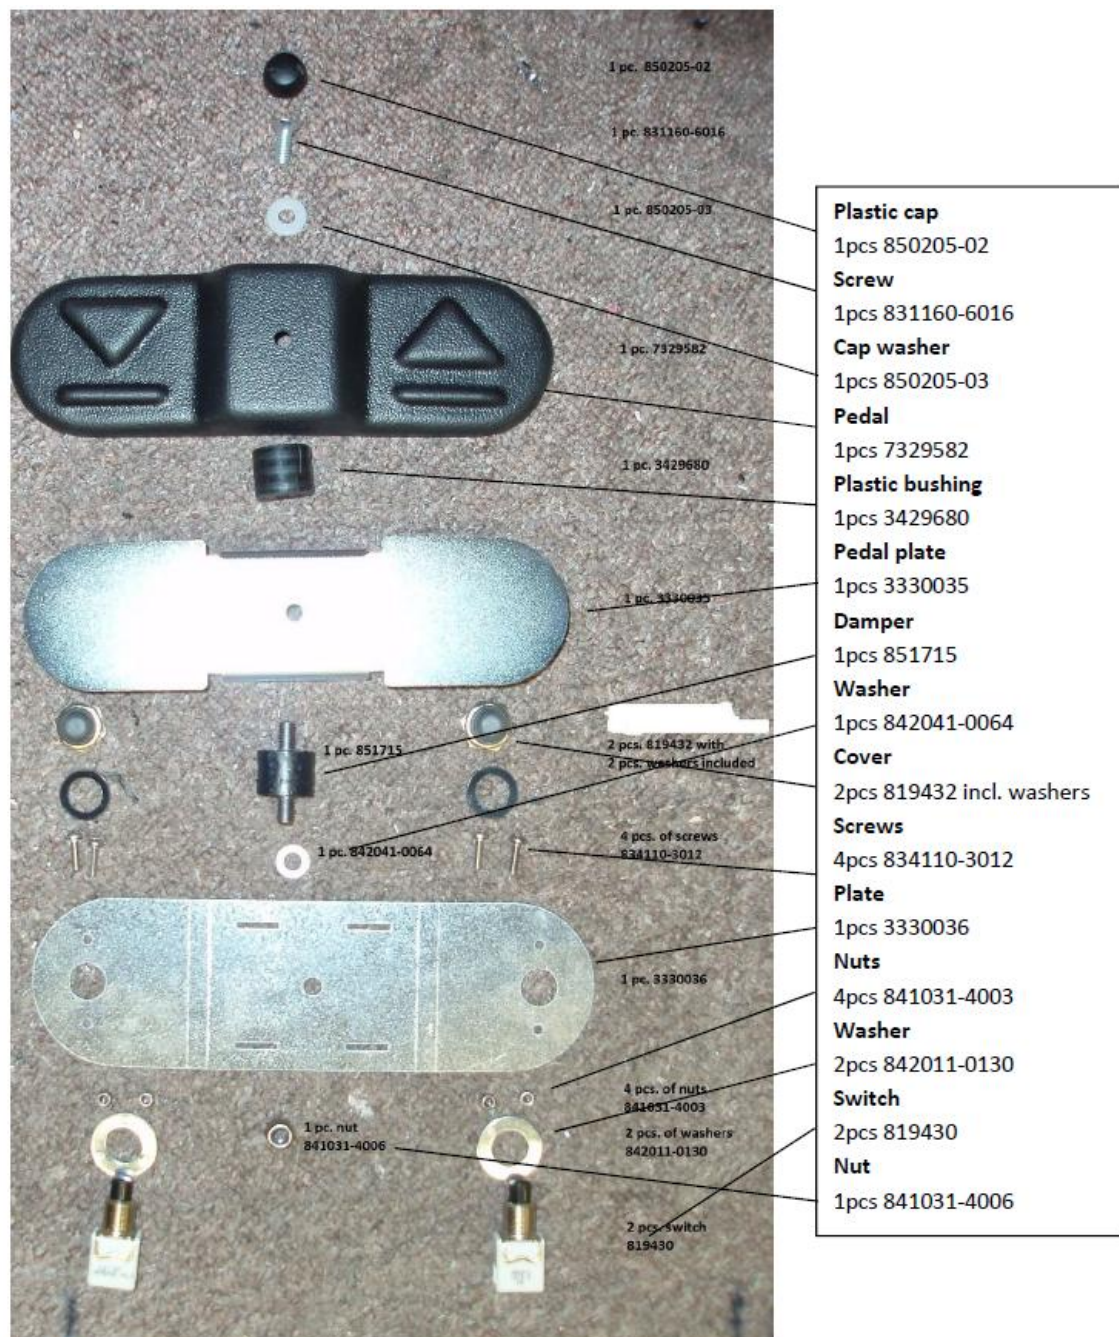 1 pc. 850205-02
1 pc. 831160-6016
1 pc. 850205-03
1 pc. 7329582
1 pc. 3429680
1 pc. 3330035
1 pc. 851715
2 pcs. 819432 with
2 pcs. washers included
4 pcs. of screws
834110-3012
1 pc. 842041-0064
1 pc. 3330036
4 pcs. of nuts
841031-4003
1 pc. nut
841031-4006
2 pcs. of washers
842011-0130
2 pcs. switch
819430
Plastic cap
1pcs 850205-02
Screw
1pcs 831160-6016
Cap washer
1pcs 850205-03
Pedal
1pcs 7329582
Plastic bushing
1pcs 3429680
Pedal plate
1pcs 3330035
Damper
1pcs 851715
Washer
1pcs 842041-0064
Cover
2pcs 819432 incl. washers
Screws
4pcs 834110-3012
Plate
1pcs 3330036
Nuts
4pcs 841031-4003
Washer
2pcs 842011-0130
Switch
2pcs 819430
Nut
1pcs 841031-4006